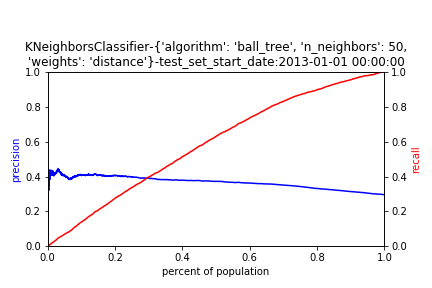 KNeighborsClassifier-{'algorithm': 'ball_tree', 'n_neighbors': 50,
'weights': 'distance'}-test_set_start_date:2013-01-01 00:00:00
1.0
0.8
0.6
0.4
0.2
0.0
precision
1.0
0.8
0.6
0.4
0.2
0.0
recall
0.0 0.2 0.4 0.6 0.8 1.0
percent of population